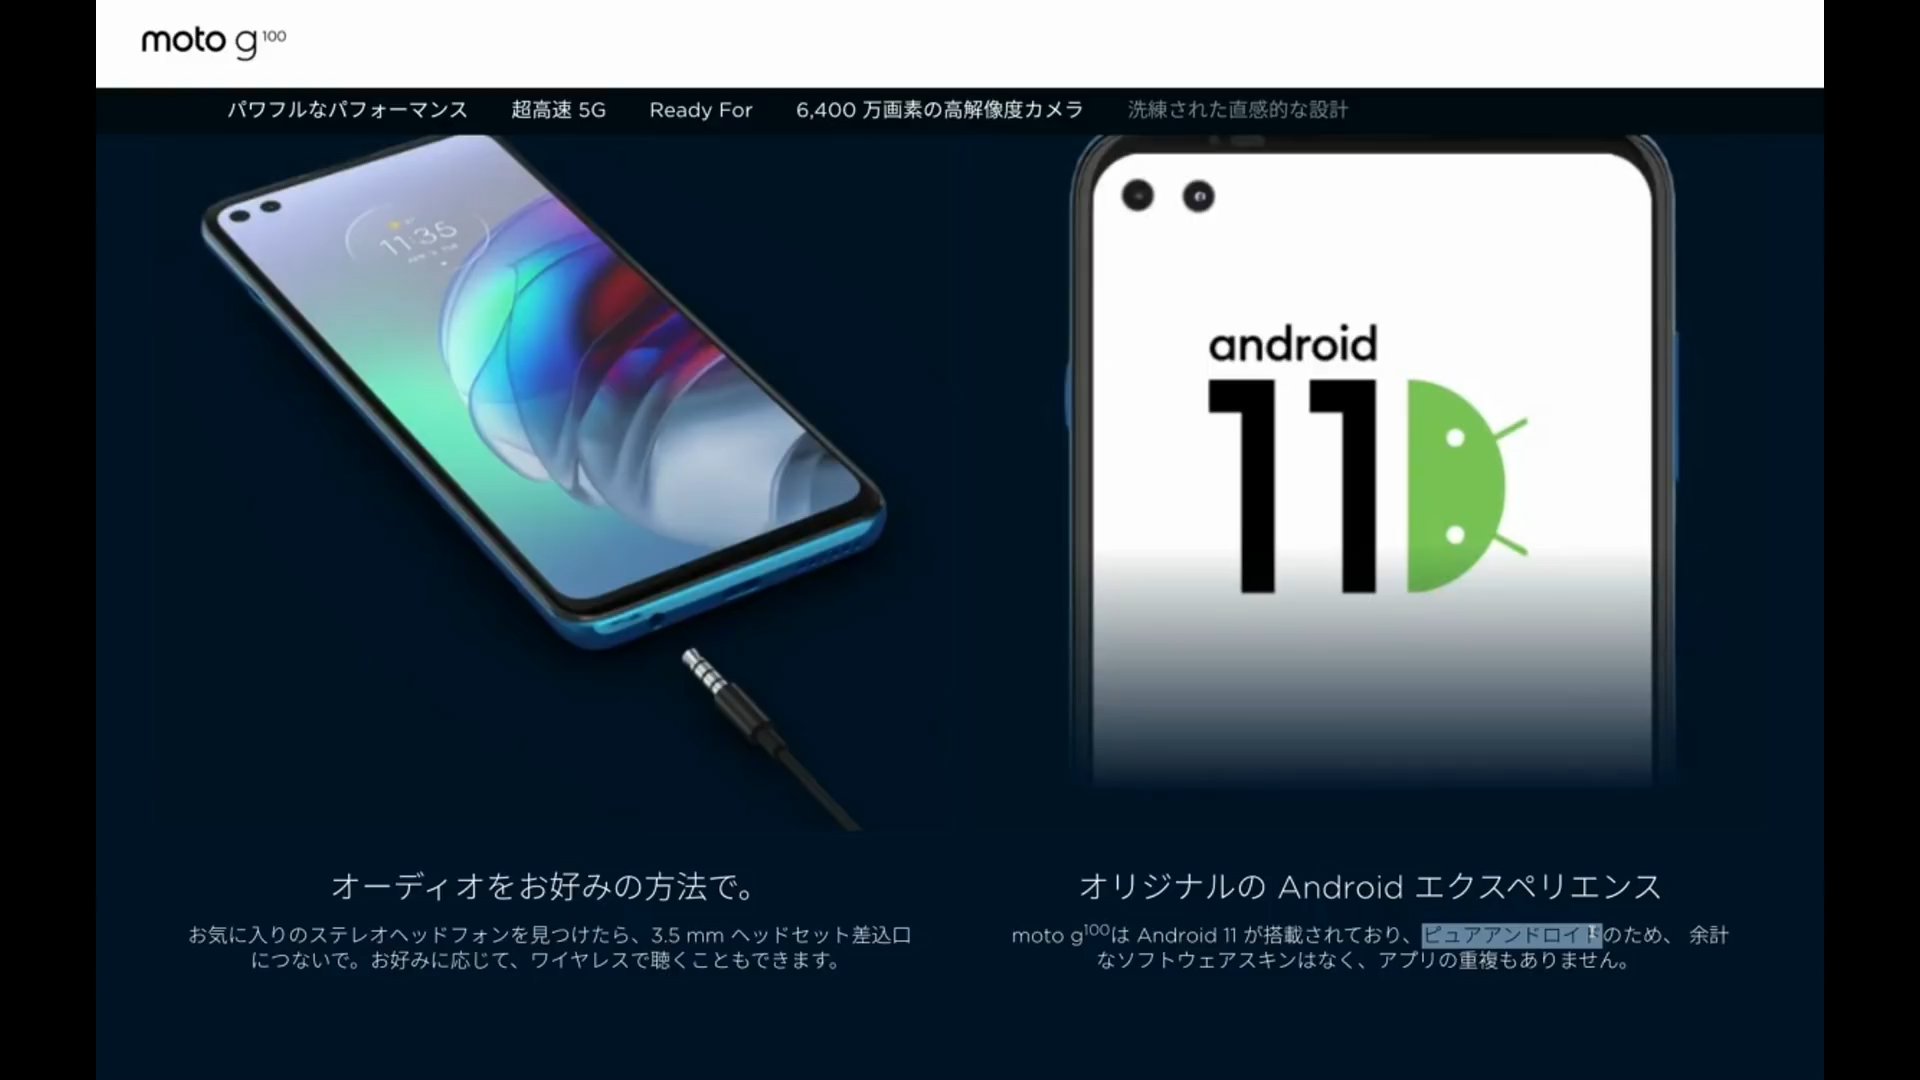 moto g100
パワフルなパフォーマンス 超高速 5G Ready For 6,400 万画素の高解像度カメラ 洗練された直感的な設計
11:35
android
11
オーディオをお好みの方法で。
お気に入りのステレオヘッドフォンを見つけたら、3.5 mm ヘッドセット差込口
につないで。お好みに応じて、ワイヤレスで聴くこともできます。
オリジナルの Android エクスペリエンス
moto g100は Android 11 が搭載されており、ピュアアンドロイドのため、 余計
なソフトウェアスキンはなく、アプリの重複もありません。